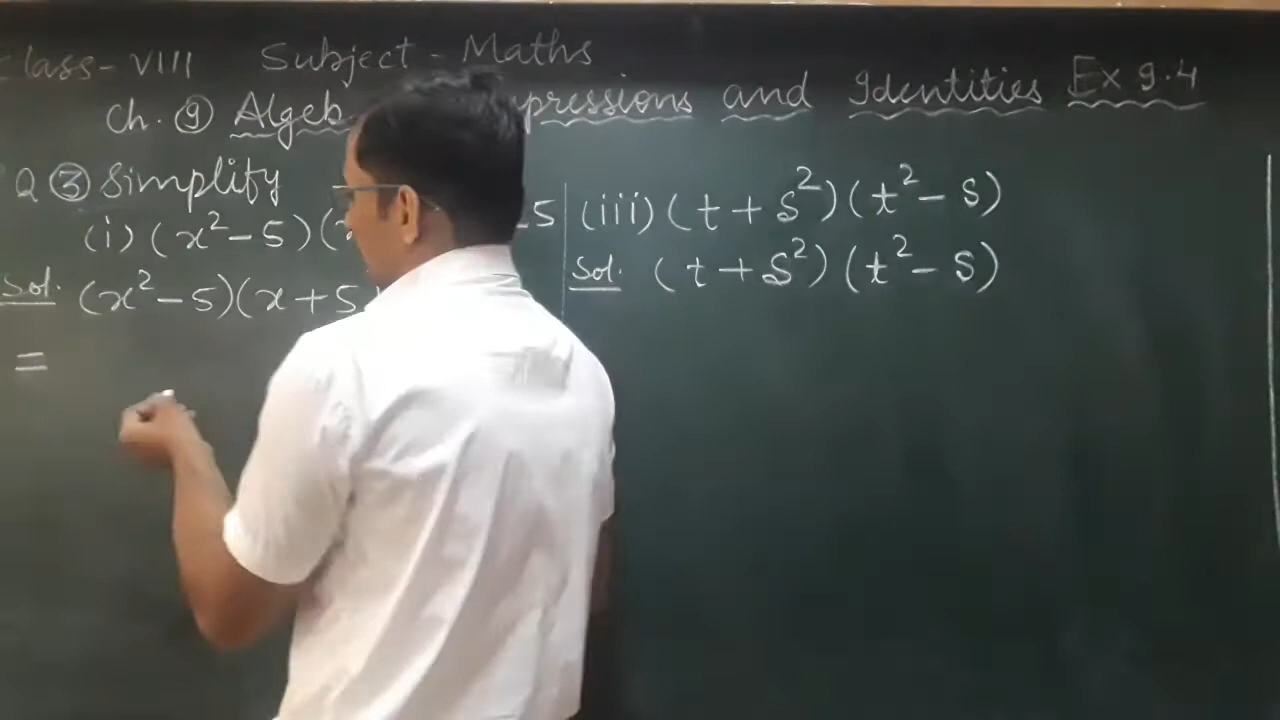 Class-VIII Subject - Maths
Ch. 9 Algeb pressions and Identities Ex 9.4
Q 3 Simplify
(i) (x²-5)( -5
Sol. (x²-5)(x+5
=
(iii) (t+s²)(t²-s)
Sol. (t+s²)(t²-s)